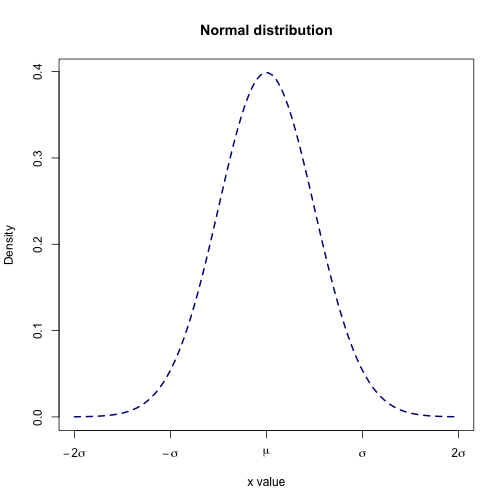 Normal distribution
Density
0.4
0.3
0.2
0.1
0.0
−2σ −σ μ σ 2σ
x value